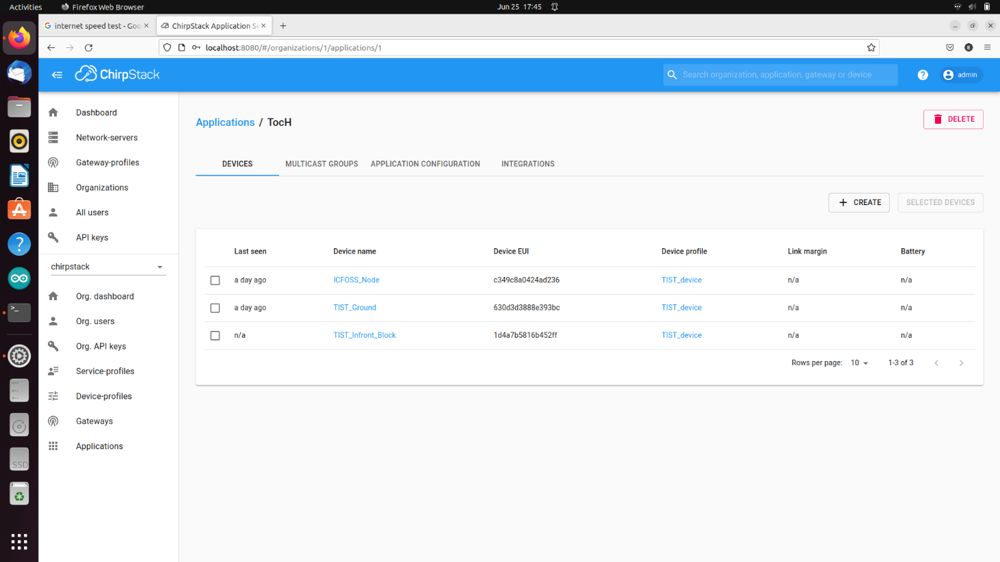 Activities
Firefox Web Browser
Jun 25 17:45
internet speed test - Goo
ChirpStack Application Se
localhost:8080/#/organizations/1/applications/1
E
ChirpStack
Search organization, application, gateway or device
?
admin
Dashboard
Network-servers
Gateway-profiles
Organizations
All users
API keys
chirpstack
Org. dashboard
Org. users
Org. API keys
Service-profiles
Device-profiles
Gateways
Applications
SSD
Applications / TocH
DELETE
DEVICES MULTICAST GROUPS APPLICATION CONFIGURATION INTEGRATIONS
+ CREATE SELECTED DEVICES
Last seen Device name Device EUI Device profile Link margin Battery
a day ago ICFOSS_Node c349c8a0424ad236 TIST_device n/a n/a
a day ago TIST_Ground 630d3d3888e393bc TIST_device n/a n/a
n/a TIST_Infront_Block 1d4a7b5816b452ff TIST_device n/a n/a
Rows per page: 10 1-3 of 3